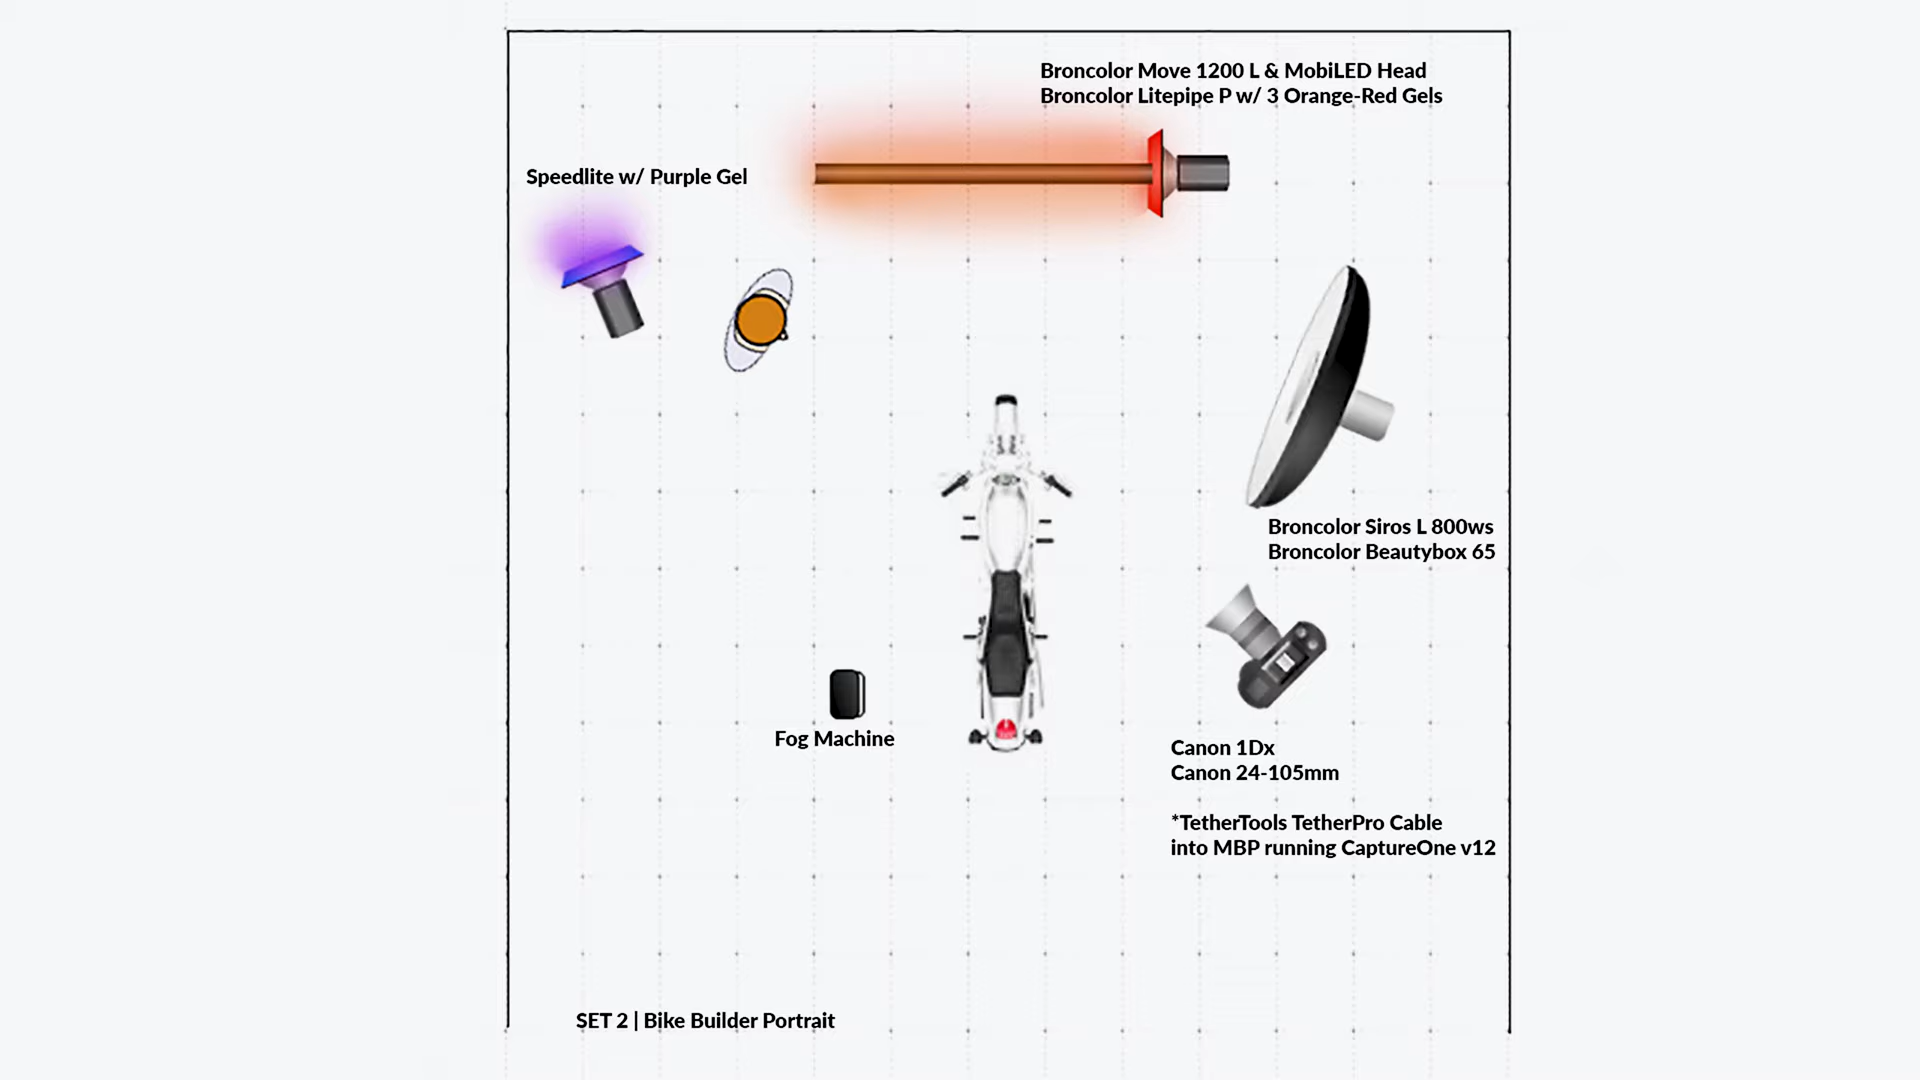 Broncolor Move 1200 L & MobiLED Head
Broncolor Litepipe P w/ 3 Orange-Red Gels
Speedlite w/ Purple Gel
Broncolor Siros L 800ws
Broncolor Beautybox 65
Fog Machine
Canon 1Dx
Canon 24-105mm
*TetherTools TetherPro Cable
into MBP running CaptureOne v12
SET 2 | Bike Builder Portrait